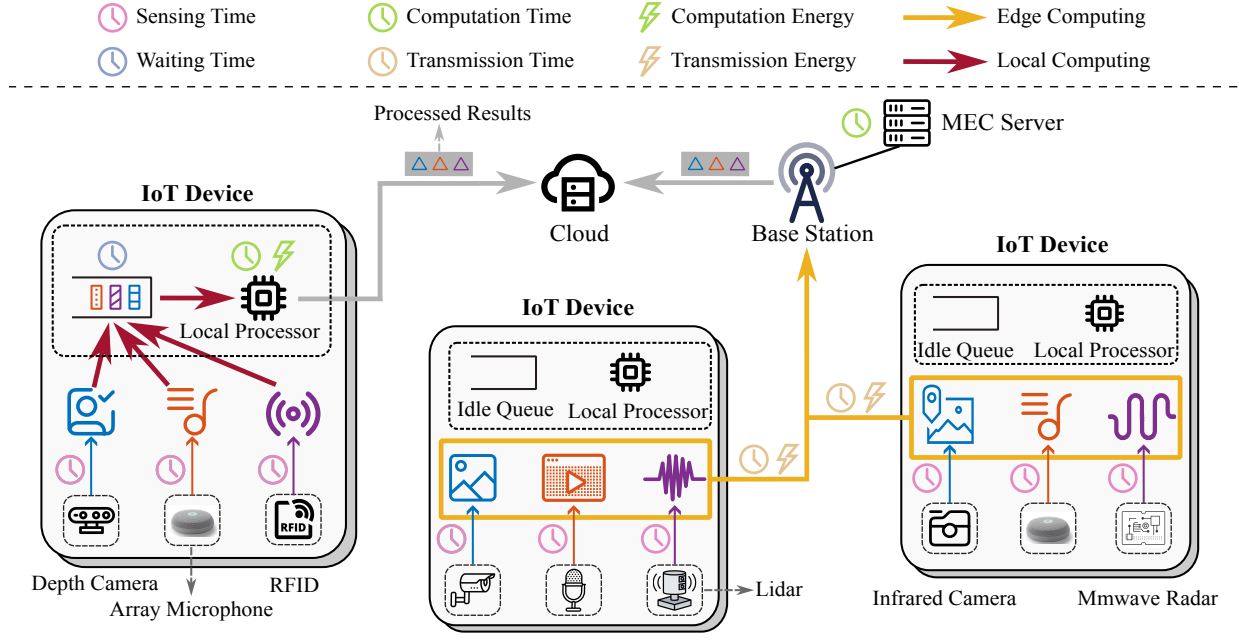 Sensing Time
Computation Time
Computation Energy
Edge Computing
Waiting Time
Transmission Time
Transmission Energy
Local Computing
Processed Results
MEC Server
IoT Device
Cloud
Base Station
IoT Device
IoT Device
Local Processor
Idle Queue
Local Processor
Idle Queue
Local Processor
RFID
Depth Camera
RFID
Array Microphone
Lidar
Infrared Camera
Mmwave Radar